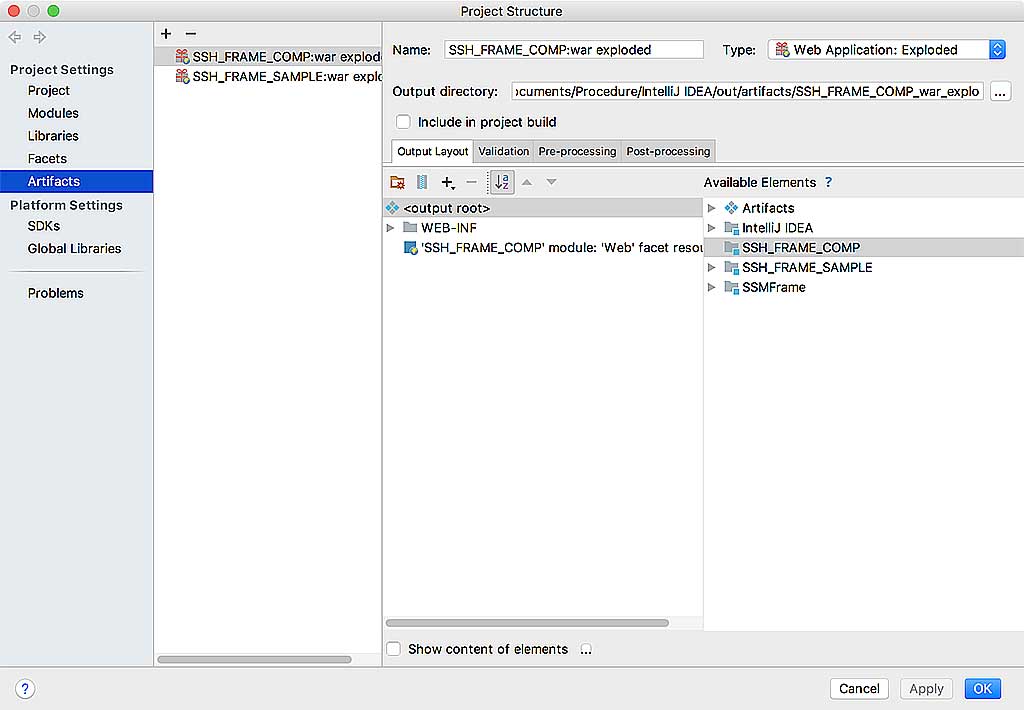 Project Structure
Project Settings
Project
Modules
Libraries
Facets
Artifacts
Platform Settings
SDKs
Global Libraries
Problems
+ −
SSH_FRAME_COMP:war exploded
SSH_FRAME_SAMPLE:war explo
Name: SSH_FRAME_COMP:war exploded Type: Web Application: Exploded
Output directory: ocuments/Procedure/IntelliJ IDEA/out/artifacts/SSH_FRAME_COMP_war_explo ...
Include in project build
Output Layout Validation Pre-processing Post-processing
Available Elements ?
<output root>
WEB-INF
'SSH_FRAME_COMP' module: 'Web' facet resou
Artifacts
IntelliJ IDEA
SSH_FRAME_COMP
SSH_FRAME_SAMPLE
SSMFrame
Show content of elements ...
? Cancel Apply OK